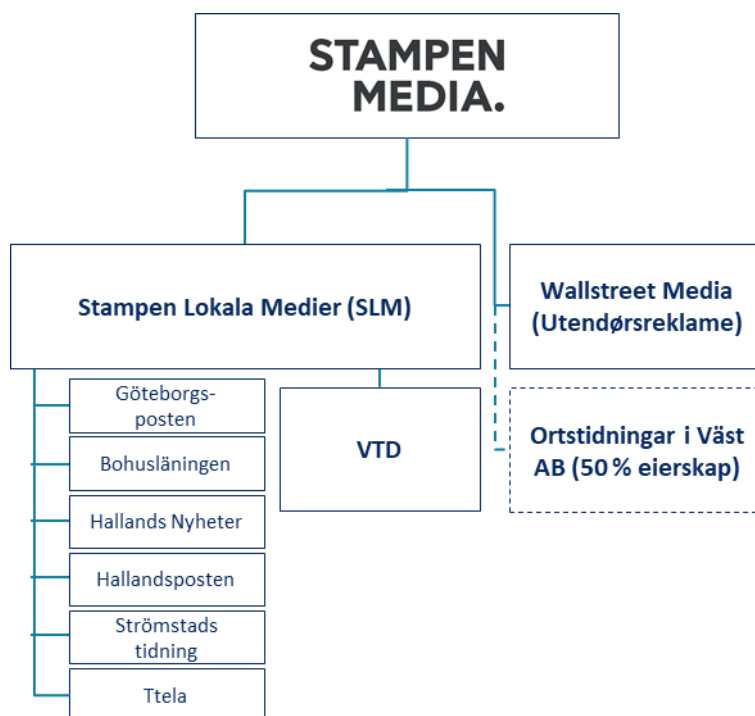 STAMPEN
MEDIA.
Stampen Lokala Medier (SLM)
Wallstreet Media
(Utendørsreklame)
Göteborgs-
posten
Bohusläningen
Hallands Nyheter
Hallandsposten
Strömstads
tidning
Ttela
VTD
Ortstidningar i Väst
AB (50 % eierskap)